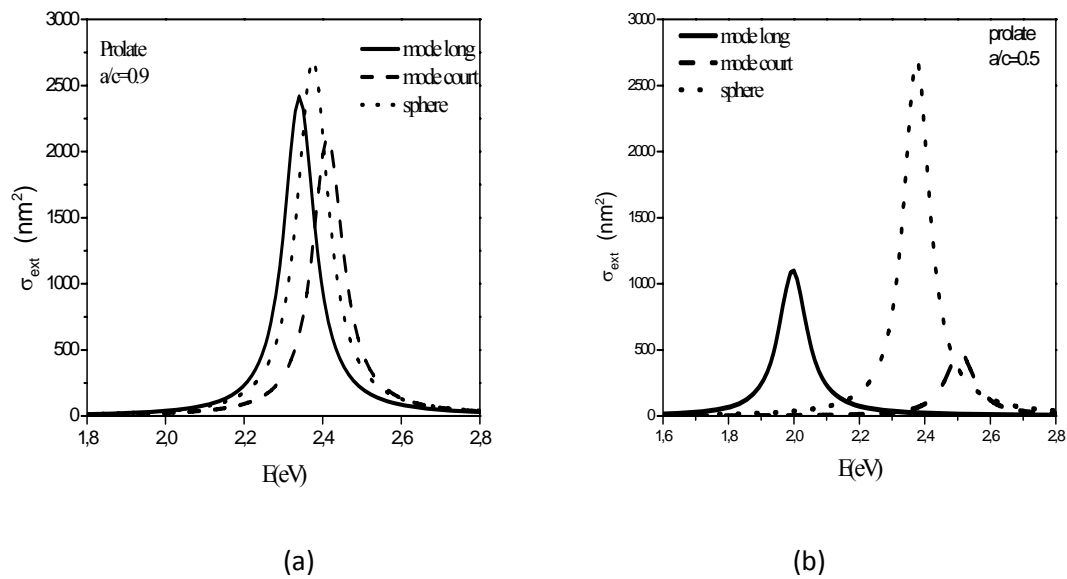 3000
2500
2000
1500
1000
500
0
σext (nm²)
Prolate
a/c=0.9
mode long
mode court
sphere
1,8 2,0 2,2 2,4 2,6 2,8
E(eV)
(a)
3000
2500
2000
1500
1000
500
0
σext (nm²)
mode long
mode court
sphere
prolate
a/c=0.5
1,6 1,8 2,0 2,2 2,4 2,6 2,8
E(eV)
(b)